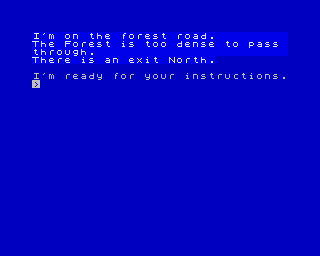 I'm on the forest road.
The Forest is too dense to pass
through.
There is an exit North.
I'm ready for your instructions.
>